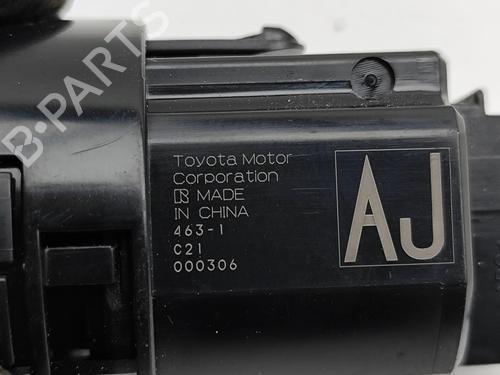 B-PARTS
Toyota Motor
Corporation
R MADE
IN CHINA
463-1
C21
000306
AJ